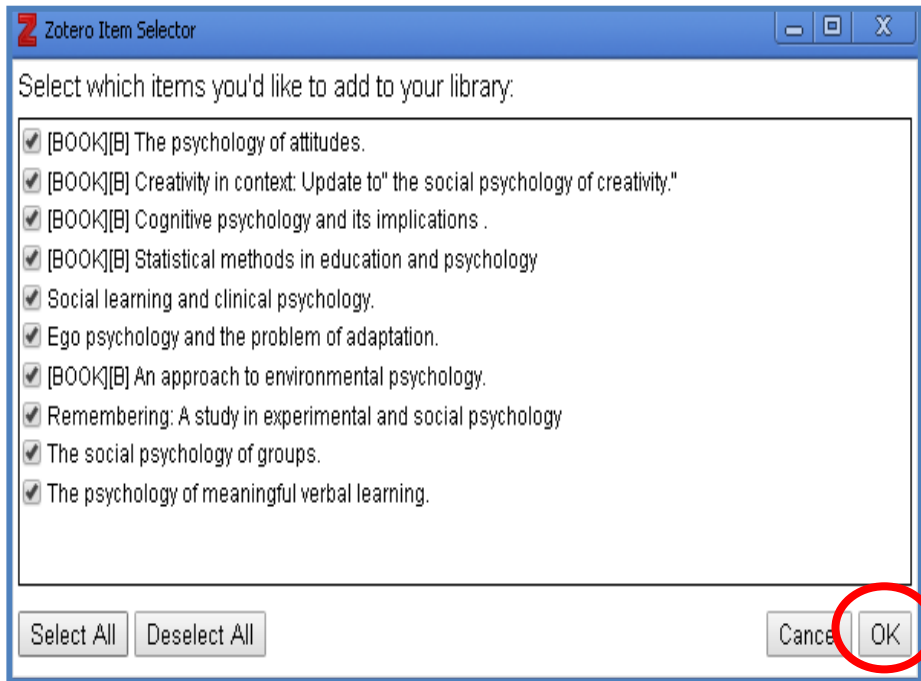 Zotero Item Selector
Select which items you'd like to add to your library:
[BOOK][B] The psychology of attitudes.
[BOOK][B] Creativity in context: Update to" the social psychology of creativity."
[BOOK][B] Cognitive psychology and its implications .
[BOOK][B] Statistical methods in education and psychology
Social learning and clinical psychology.
Ego psychology and the problem of adaptation.
[BOOK][B] An approach to environmental psychology.
Remembering: A study in experimental and social psychology
The social psychology of groups.
The psychology of meaningful verbal learning.
Select All Deselect All Cancel OK